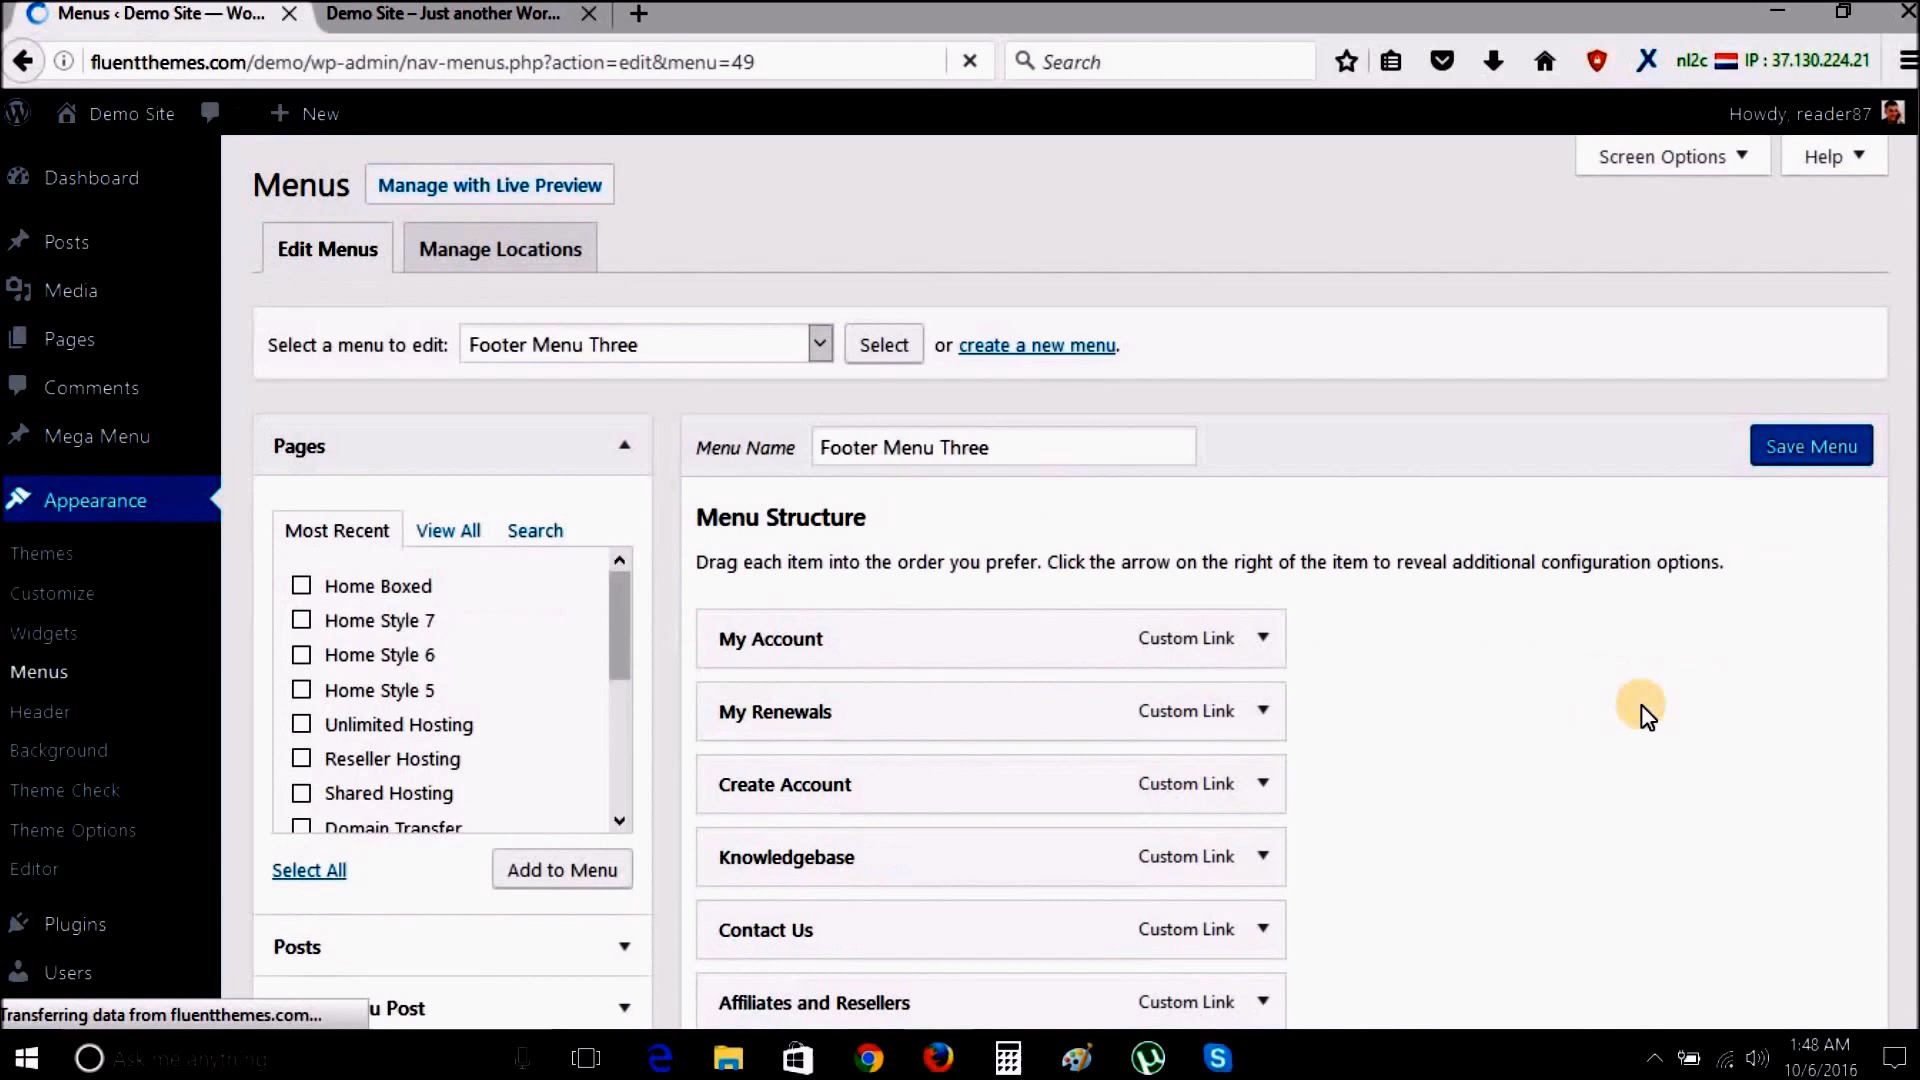 Menus ‹ Demo Site — Wo...
Demo Site – Just another Wor...
fluentthemes.com/demo/wp-admin/nav-menus.php?action=edit&menu=49
Search
nl2c IP : 37.130.224.21
Demo Site
New
Howdy, reader87
Dashboard
Posts
Media
Pages
Comments
Mega Menu
Appearance
Themes
Customize
Widgets
Menus
Header
Background
Theme Check
Theme Options
Editor
Plugins
Users
Screen Options
Help
Menus
Manage with Live Preview
Edit Menus
Manage Locations
Select a menu to edit: Footer Menu Three Select or create a new menu.
Pages
Most Recent View All Search
Home Boxed
Home Style 7
Home Style 6
Home Style 5
Unlimited Hosting
Reseller Hosting
Shared Hosting
Domain Transfer
Select All
Add to Menu
Posts
u Post
Menu Name Footer Menu Three
Save Menu
Menu Structure
Drag each item into the order you prefer. Click the arrow on the right of the item to reveal additional configuration options.
My Account Custom Link
My Renewals Custom Link
Create Account Custom Link
Knowledgebase Custom Link
Contact Us Custom Link
Affiliates and Resellers Custom Link
Transferring data from fluentthemes.com...
Ask me anything
1:48 AM
10/6/2016